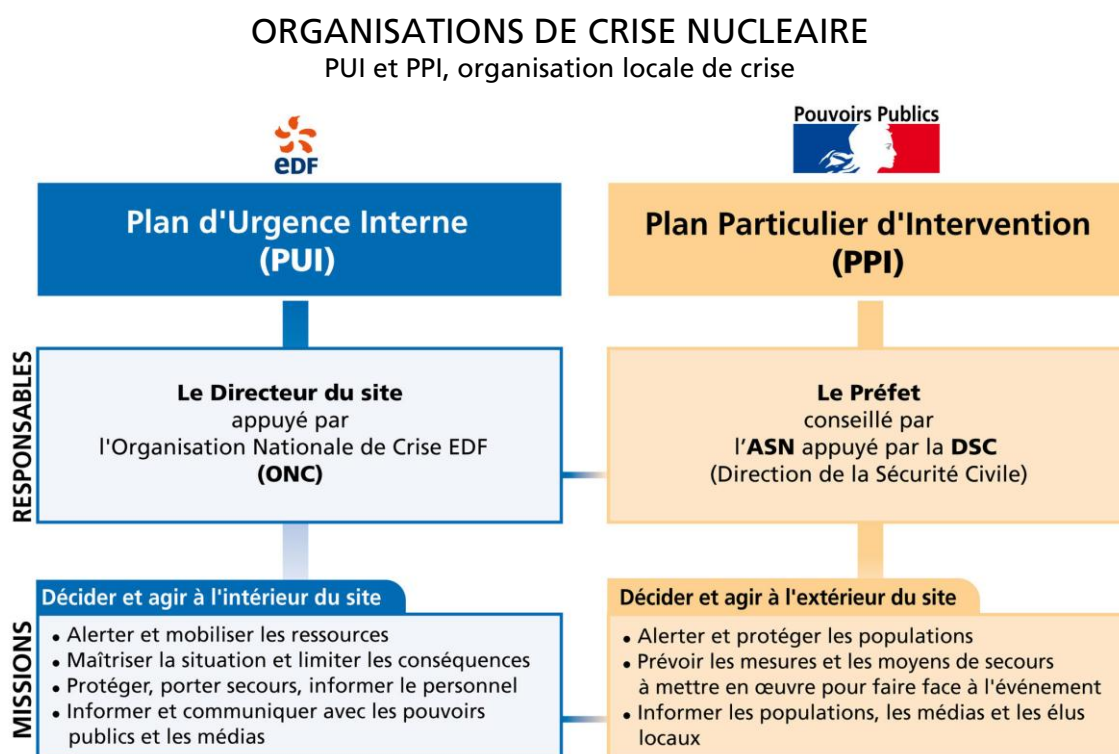 ORGANISATIONS DE CRISE NUCLEAIRE
PUI et PPI, organisation locale de crise
eDF
Pouvoirs Publics
Plan d'Urgence Interne
(PUI)
Plan Particulier d'Intervention
(PPI)
RESPONSABLES
Le Directeur du site
appuyé par
l'Organisation Nationale de Crise EDF
(ONC)
Le Préfet
conseillé par
l'ASN appuyé par la DSC
(Direction de la Sécurité Civile)
MISSIONS
Décider et agir à l'intérieur du site
• Alerter et mobiliser les ressources
• Maîtriser la situation et limiter les conséquences
• Protéger, porter secours, informer le personnel
• Informer et communiquer avec les pouvoirs
publics et les médias
Décider et agir à l'extérieur du site
• Alerter et protéger les populations
• Prévoir les mesures et les moyens de secours
à mettre en œuvre pour faire face à l'événement
• Informer les populations, les médias et les élus
locaux